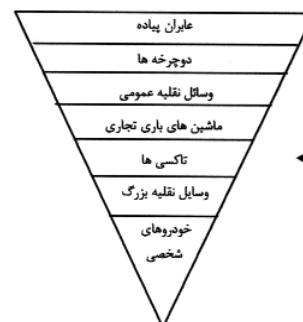 عابران پیاده
دوچرخه ها
وسائل نقلیه عمومی
ماشین های باری تجاری
تاکسی ها
وسایل نقلیه بزرگ
خودروهای
شخصی